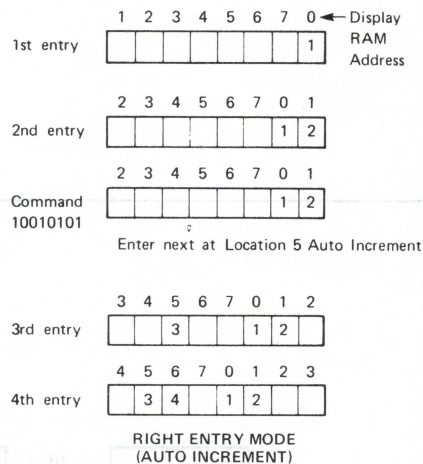 1 2 3 4 5 6 7 0 Display
1st entry 1 RAM
Address
2 3 4 5 6 7 0 1
2nd entry 1 2
2 3 4 5 6 7 0 1
Command 1 2
10010101
Enter next at Location 5 Auto Increment
3 4 5 6 7 0 1 2
3rd entry 3 1 2
4 5 6 7 0 1 2 3
4th entry 3 4 1 2
RIGHT ENTRY MODE
(AUTO INCREMENT)